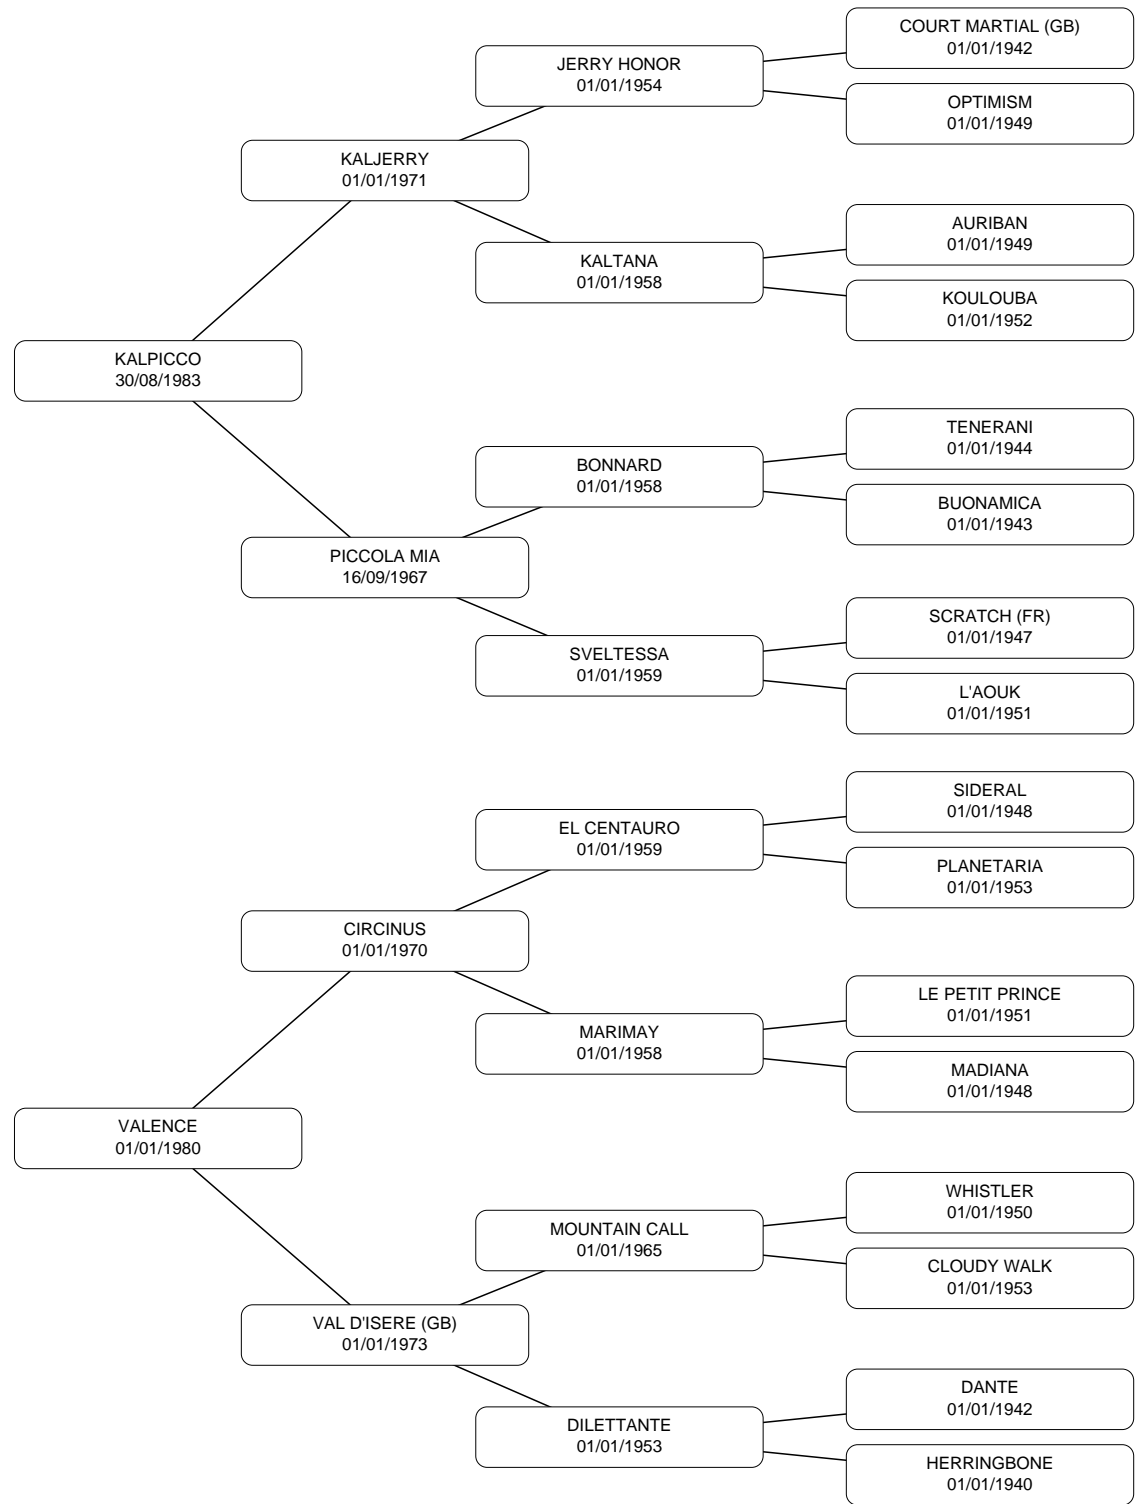 COURT MARTIAL (GB)
01/01/1942
JERRY HONOR
01/01/1954
OPTIMISM
01/01/1949
KALJERRY
01/01/1971
AURIBAN
01/01/1949
KALTANA
01/01/1958
KOULOUBA
01/01/1952
KALPICCO
30/08/1983
TENERANI
01/01/1944
BONNARD
01/01/1958
BUONAMICA
01/01/1943
PICCOLA MIA
16/09/1967
SCRATCH (FR)
01/01/1947
SVELTESSA
01/01/1959
L'AOUK
01/01/1951
SIDERAL
01/01/1948
EL CENTAURO
01/01/1959
PLANETARIA
01/01/1953
CIRCINUS
01/01/1970
LE PETIT PRINCE
01/01/1951
MARIMAY
01/01/1958
MADIANA
01/01/1948
VALENCE
01/01/1980
WHISTLER
01/01/1950
MOUNTAIN CALL
01/01/1965
CLOUDY WALK
01/01/1953
VAL D'ISERE (GB)
01/01/1973
DANTE
01/01/1942
DILETTANTE
01/01/1953
HERRINGBONE
01/01/1940